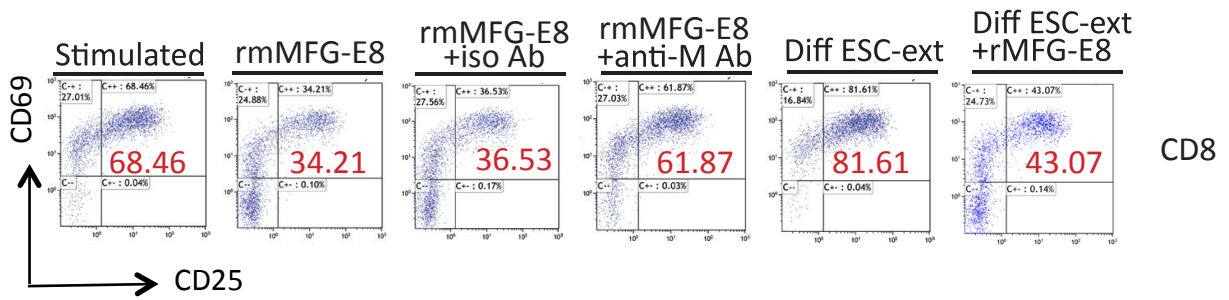 Stimulated
rmMFG-E8
rmMFG-E8
+iso Ab
rmMFG-E8
+anti-M Ab
Diff ESC-ext
Diff ESC-ext
+rMFG-E8
CD69
C-+ :
27.01%
C++ : 68.46%
68.46
C--
C+- : 0.04%
C-+ :
24.88%
C++ : 34.21%
34.21
C--
C+- : 0.10%
C-+ :
27.56%
C++ : 36.53%
36.53
C--
C+- : 0.17%
C-+ :
27.03%
C++ : 61.87%
61.87
C--
C+- : 0.03%
C-+ :
16.84%
C++ : 81.61%
81.61
C--
C+- : 0.04%
C-+ :
24.73%
C++ : 43.07%
43.07
C--
C+- : 0.14%
CD8
CD25